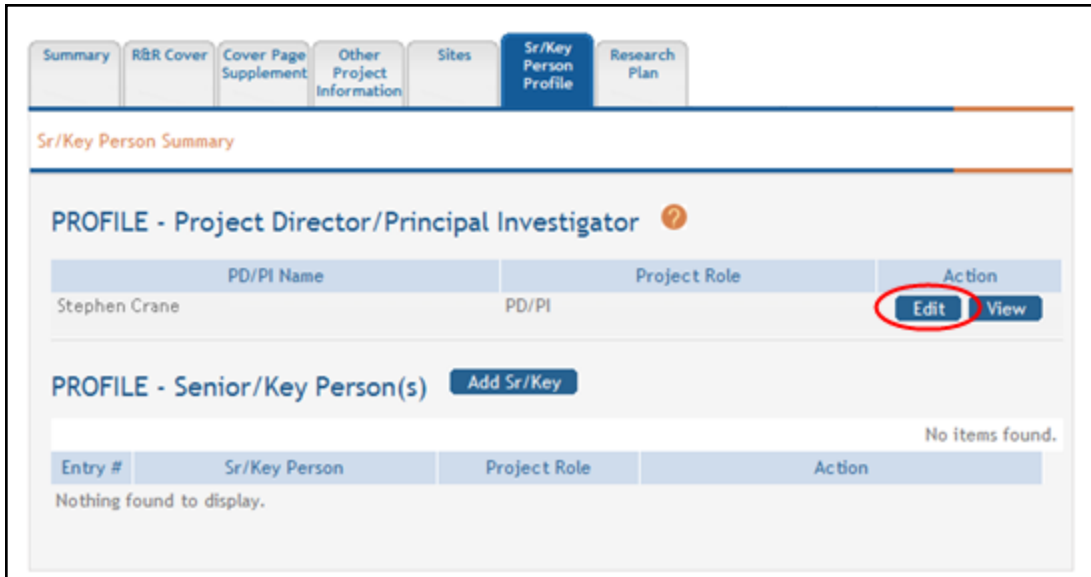 Summary
R&R Cover
Cover Page
Supplement
Other
Project
Information
Sites
Sr/Key
Person
Profile
Research
Plan
Sr/Key Person Summary
PROFILE - Project Director/Principal Investigator ?
PD/PI Name Project Role Action
Stephen Crane PD/PI Edit View
PROFILE - Senior/Key Person(s) Add Sr/Key
No items found.
Entry # Sr/Key Person Project Role Action
Nothing found to display.